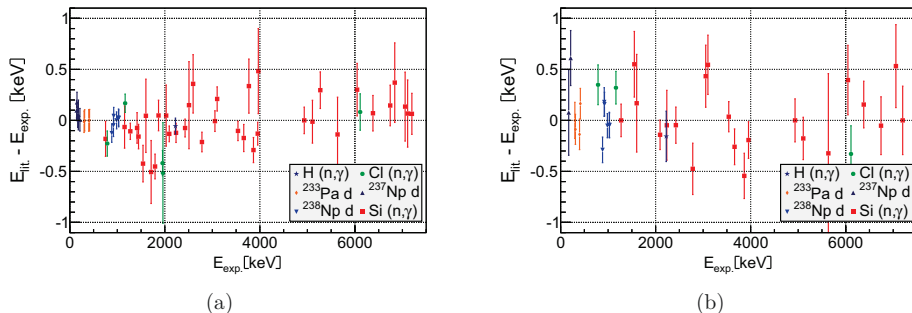 1
0.5
0
-0.5
-1
E_lit. - E_exp. [keV]
H (n,γ)
Cl (n,γ)
²³³Pa d
²³⁷Np d
²³⁸Np d
Si (n,γ)
0 2000 4000 6000
E_exp.[keV]
(a)
1
0.5
0
-0.5
-1
E_lit. - E_exp. [keV]
H (n,γ)
Cl (n,γ)
²³³Pa d
²³⁷Np d
²³⁸Np d
Si (n,γ)
0 2000 4000 6000
E_exp.[keV]
(b)